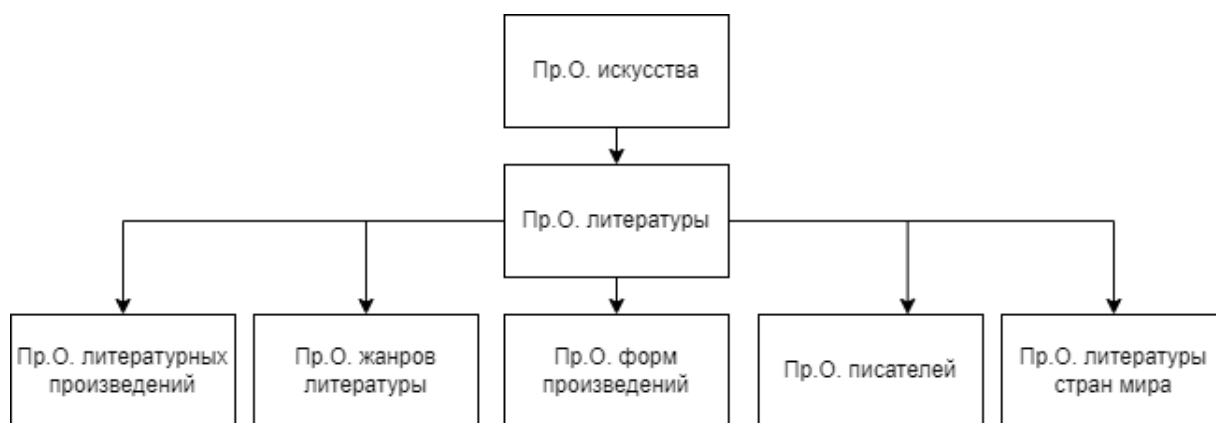 Пр.О. искусства
Пр.О. литературы
Пр.О. литературных
произведений
Пр.О. жанров
литературы
Пр.О. форм
произведений
Пр.О. писателей
Пр.О. литературы
стран мира